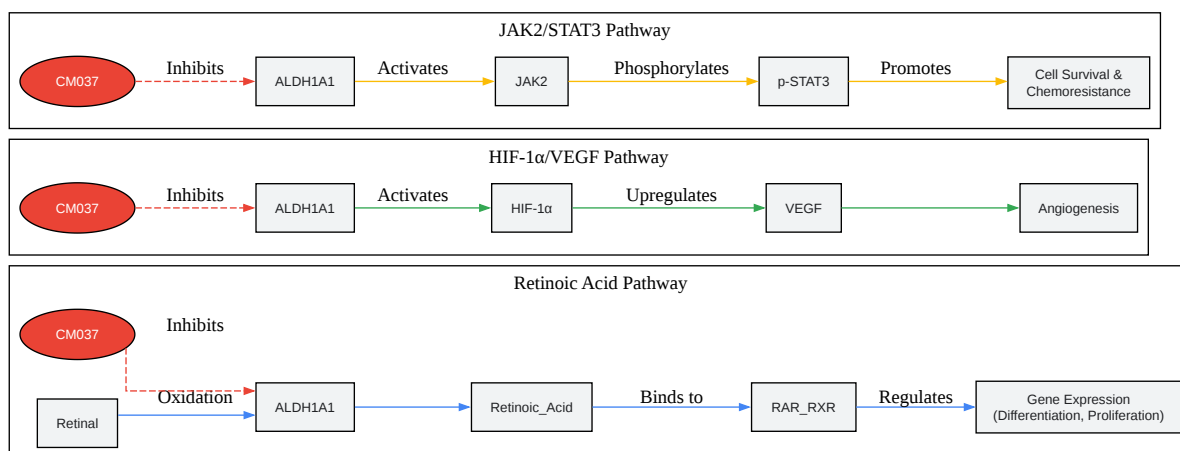 JAK2/STAT3 Pathway
CM037
Inhibits
ALDH1A1
Activates
JAK2
Phosphorylates
p-STAT3
Promotes
Cell Survival &
Chemoresistance
HIF-1α/VEGF Pathway
CM037
Inhibits
ALDH1A1
Activates
HIF-1α
Upregulates
VEGF
Angiogenesis
Retinoic Acid Pathway
CM037
Inhibits
Retinal
Oxidation
ALDH1A1
Retinoic_Acid
Binds to
RAR_RXR
Regulates
Gene Expression
(Differentiation, Proliferation)